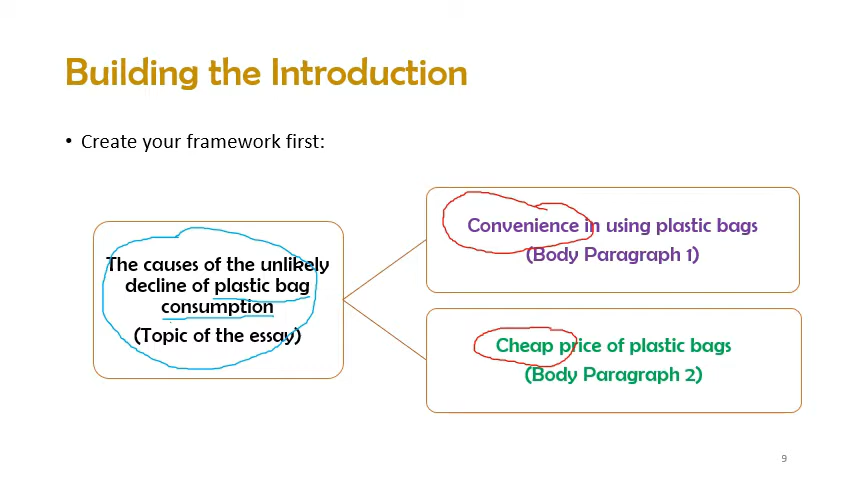 Building the Introduction
• Create your framework first:
The causes of the unlikely
decline of plastic bag
consumption
(Topic of the essay)
Convenience in using plastic bags
(Body Paragraph 1)
Cheap price of plastic bags
(Body Paragraph 2)
9